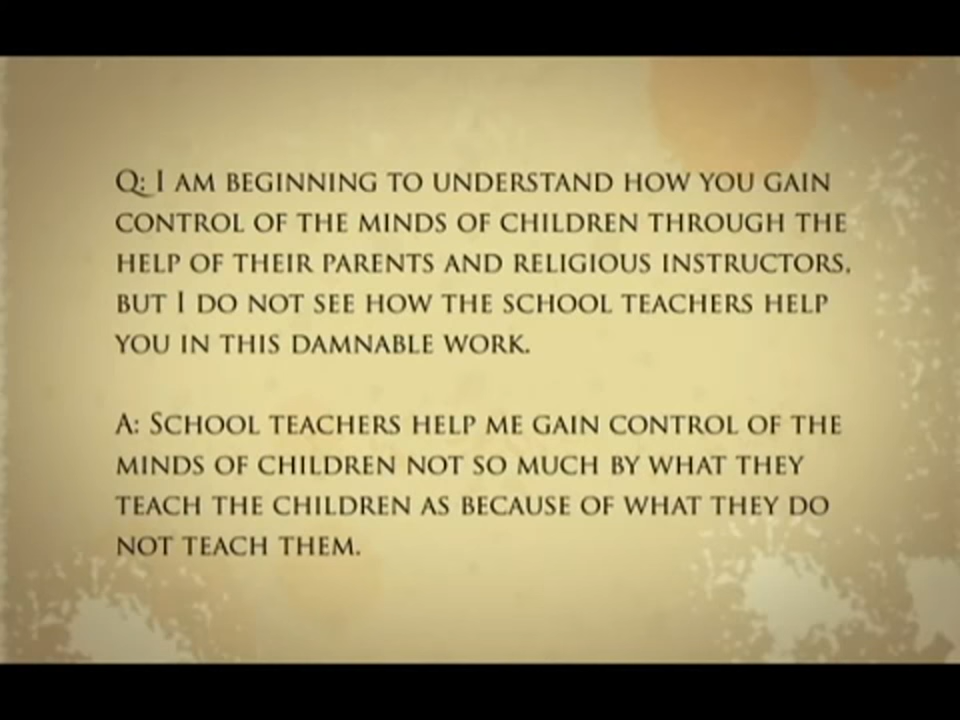 Q: I AM BEGINNING TO UNDERSTAND HOW YOU GAIN
CONTROL OF THE MINDS OF CHILDREN THROUGH THE
HELP OF THEIR PARENTS AND RELIGIOUS INSTRUCTORS,
BUT I DO NOT SEE HOW THE SCHOOL TEACHERS HELP
YOU IN THIS DAMNABLE WORK.
A: SCHOOL TEACHERS HELP ME GAIN CONTROL OF THE
MINDS OF CHILDREN NOT SO MUCH BY WHAT THEY
TEACH THE CHILDREN AS BECAUSE OF WHAT THEY DO
NOT TEACH THEM.